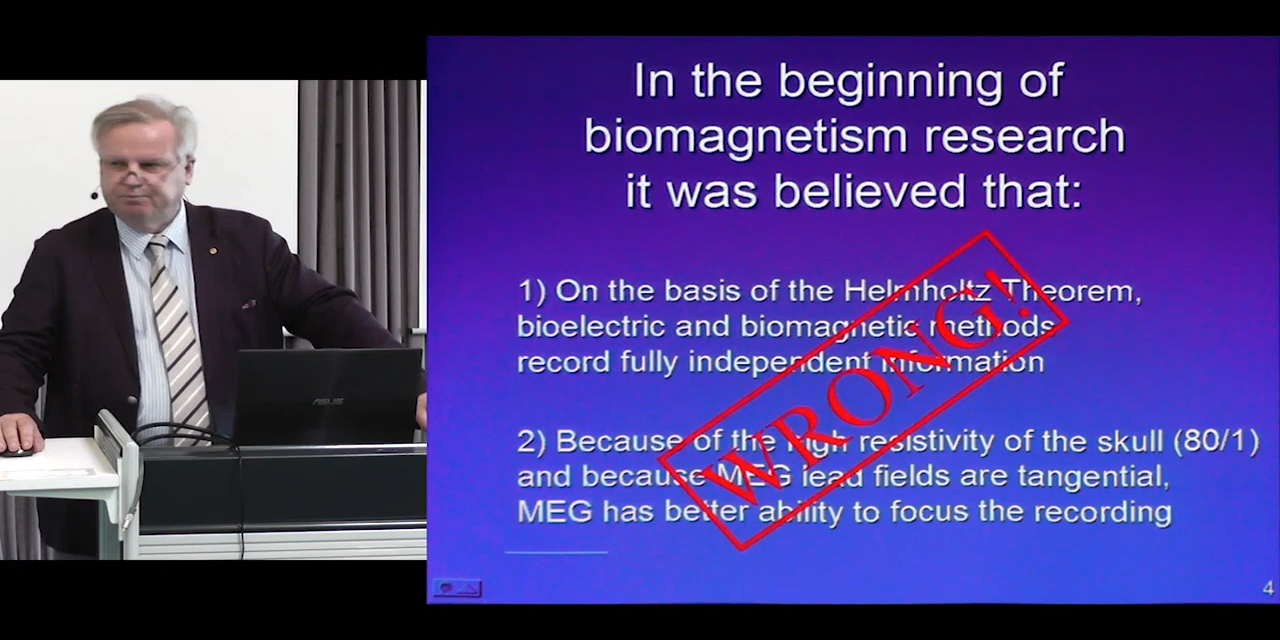 In the beginning of
biomagnetism research
it was believed that:
1) On the basis of the Helmholtz Theorem,
bioelectric and biomagnetic methods
record fully independent information
2) Because of the high resistivity of the skull (80/1)
and because MEG lead fields are tangential,
MEG has better ability to focus the recording
WRONG!
4
ASUS